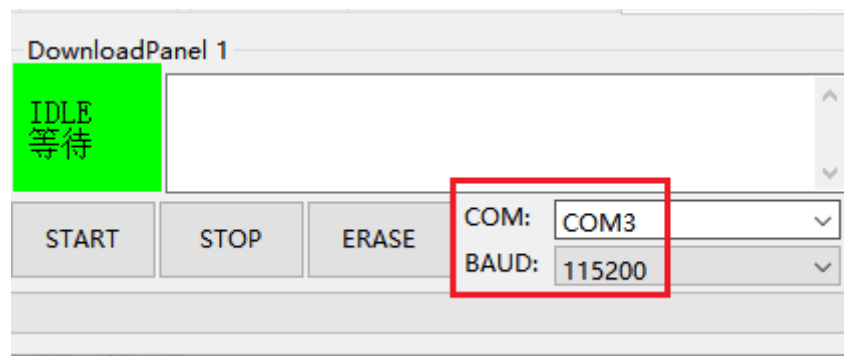 DownloadPanel 1
IDLE
等待
START
STOP
ERASE
COM:
COM3
BAUD:
115200